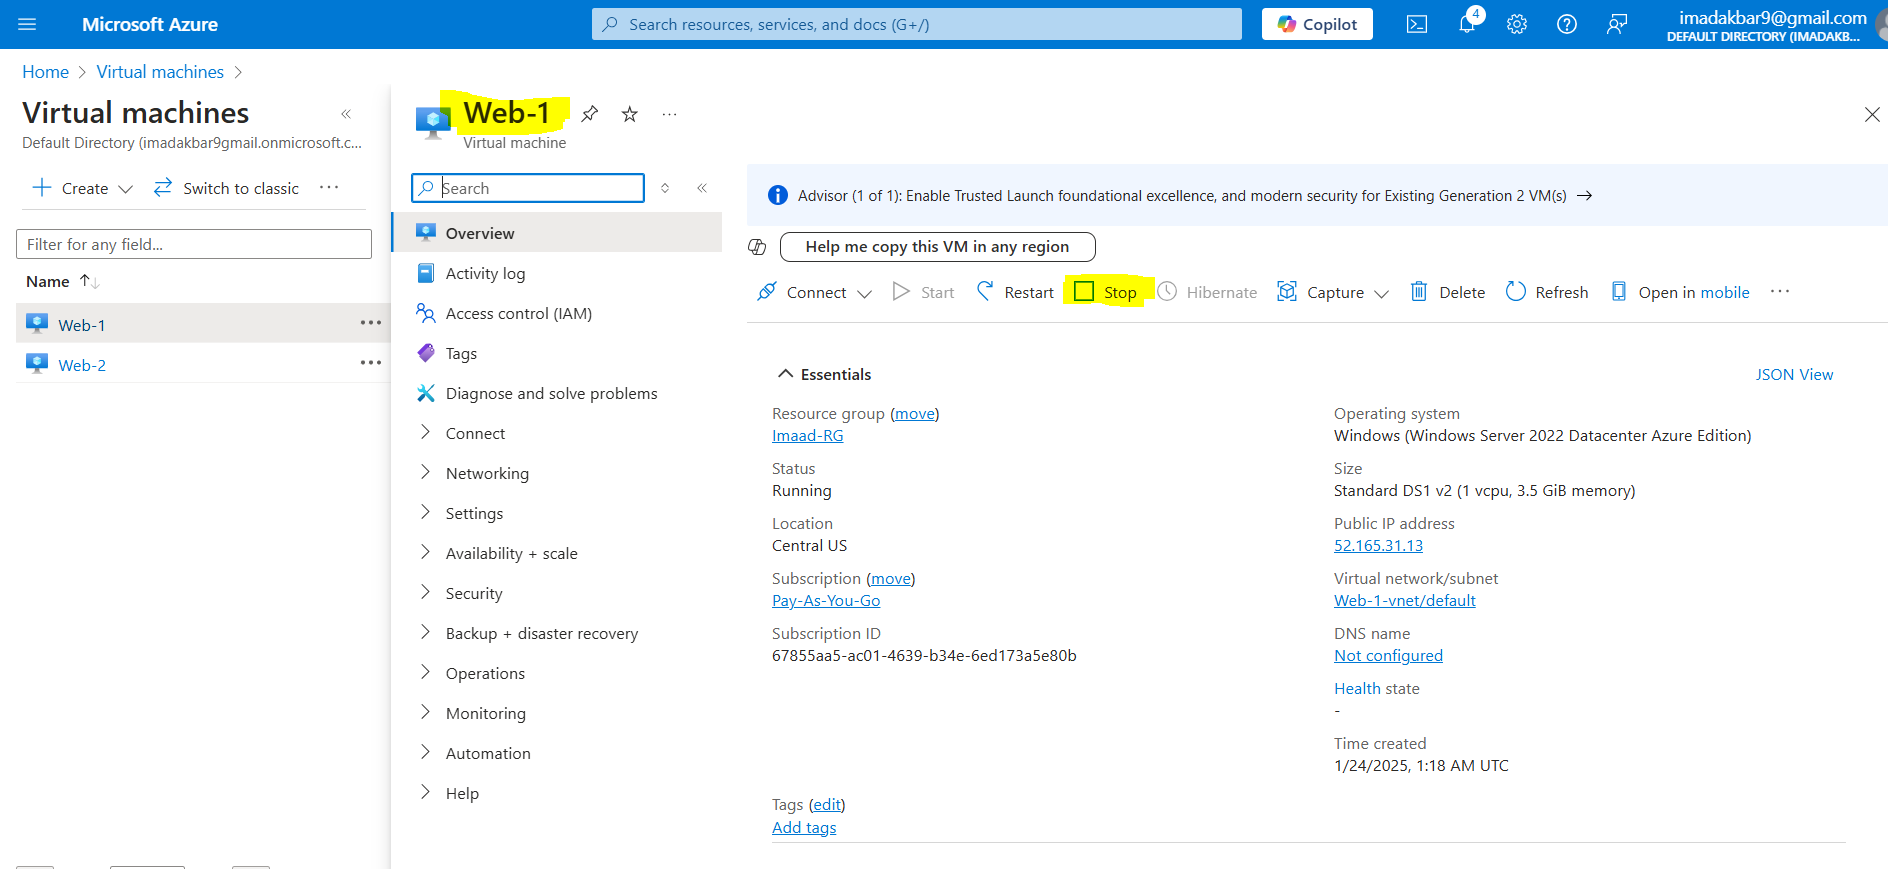 Microsoft Azure
Search resources, services, and docs (G+/)
Copilot
4
imadakbar9@gmail.com
DEFAULT DIRECTORY (IMADAKB...
Home
Virtual machines
Virtual machines
Default Directory (imadakbar9gmail.onmicrosoft.c...
Create
Switch to classic
Filter for any field...
Name
Web-1
Web-2
Web-1
Virtual machine
Search
Overview
Activity log
Access control (IAM)
Tags
Diagnose and solve problems
Connect
Networking
Settings
Availability + scale
Security
Backup + disaster recovery
Operations
Monitoring
Automation
Help
Advisor (1 of 1): Enable Trusted Launch foundational excellence, and modern security for Existing Generation 2 VM(s)
Help me copy this VM in any region
Connect Start Restart Stop Hibernate Capture Delete Refresh Open in mobile
Essentials
JSON View
Resource group (move)
Imaad-RG
Status
Running
Location
Central US
Subscription (move)
Pay-As-You-Go
Subscription ID
67855aa5-ac01-4639-b34e-6ed173a5e80b
Operating system
Windows (Windows Server 2022 Datacenter Azure Edition)
Size
Standard DS1 v2 (1 vcpu, 3.5 GiB memory)
Public IP address
52.165.31.13
Virtual network/subnet
Web-1-vnet/default
DNS name
Not configured
Health state
-
Time created
1/24/2025, 1:18 AM UTC
Tags (edit)
Add tags